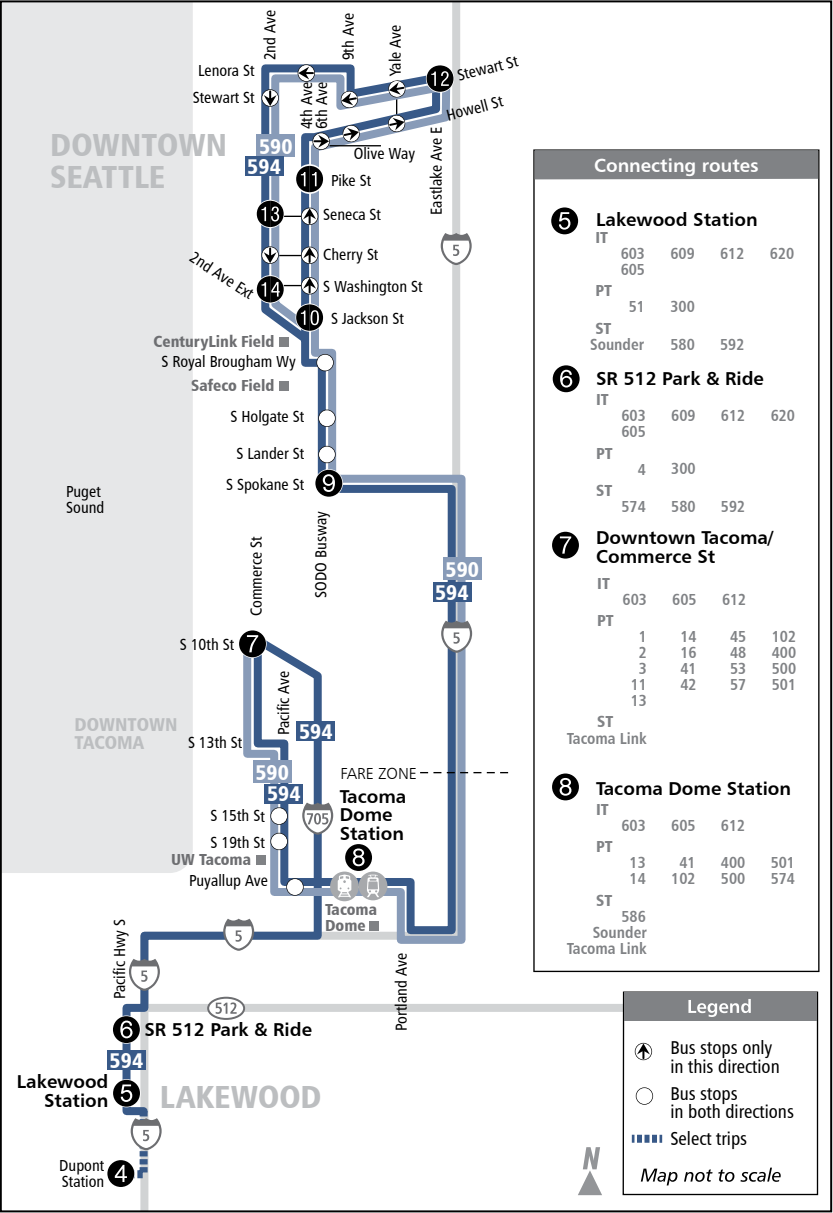 2nd Ave
9th Ave
Yale Ave
Lenora St
Stewart St
4th Ave
6th Ave
12
Stewart St
Howell St
DOWNTOWN
SEATTLE
590
594
Olive Way
Eastlake Ave E
11
Pike St
13
Seneca St
Cherry St
5
2nd Ave Ext
14
S Washington St
10
S Jackson St
CenturyLink Field
S Royal Brougham Wy
Safeco Field
S Holgate St
S Lander St
S Spokane St
9
Puget
Sound
SODO Busway
Commerce St
590
594
5
S 10th St
7
Pacific Ave
DOWNTOWN
TACOMA
594
S 13th St
590
594
FARE ZONE
Tacoma
Dome
Station
705
S 15th St
S 19th St
8
UW Tacoma
Puyallup Ave
Tacoma
Dome
Pacific Hwy S
5
5
Portland Ave
512
6
SR 512 Park & Ride
594
Lakewood
Station
5
LAKEWOOD
5
Dupont
Station
4
Connecting routes
5
Lakewood Station
IT
603 609 612 620
605
PT
51 300
ST
Sounder 580 592
6
SR 512 Park & Ride
IT
603 609 612 620
605
PT
4 300
ST
574 580 592
7
Downtown Tacoma/
Commerce St
IT
603 605 612
PT
1 14 45 102
2 16 48 400
3 41 53 500
11 42 57 501
13
ST
Tacoma Link
8
Tacoma Dome Station
IT
603 605 612
PT
13 41 400 501
14 102 500 574
ST
586
Sounder
Tacoma Link
Legend
Bus stops only
in this direction
Bus stops
in both directions
Select trips
Map not to scale
N